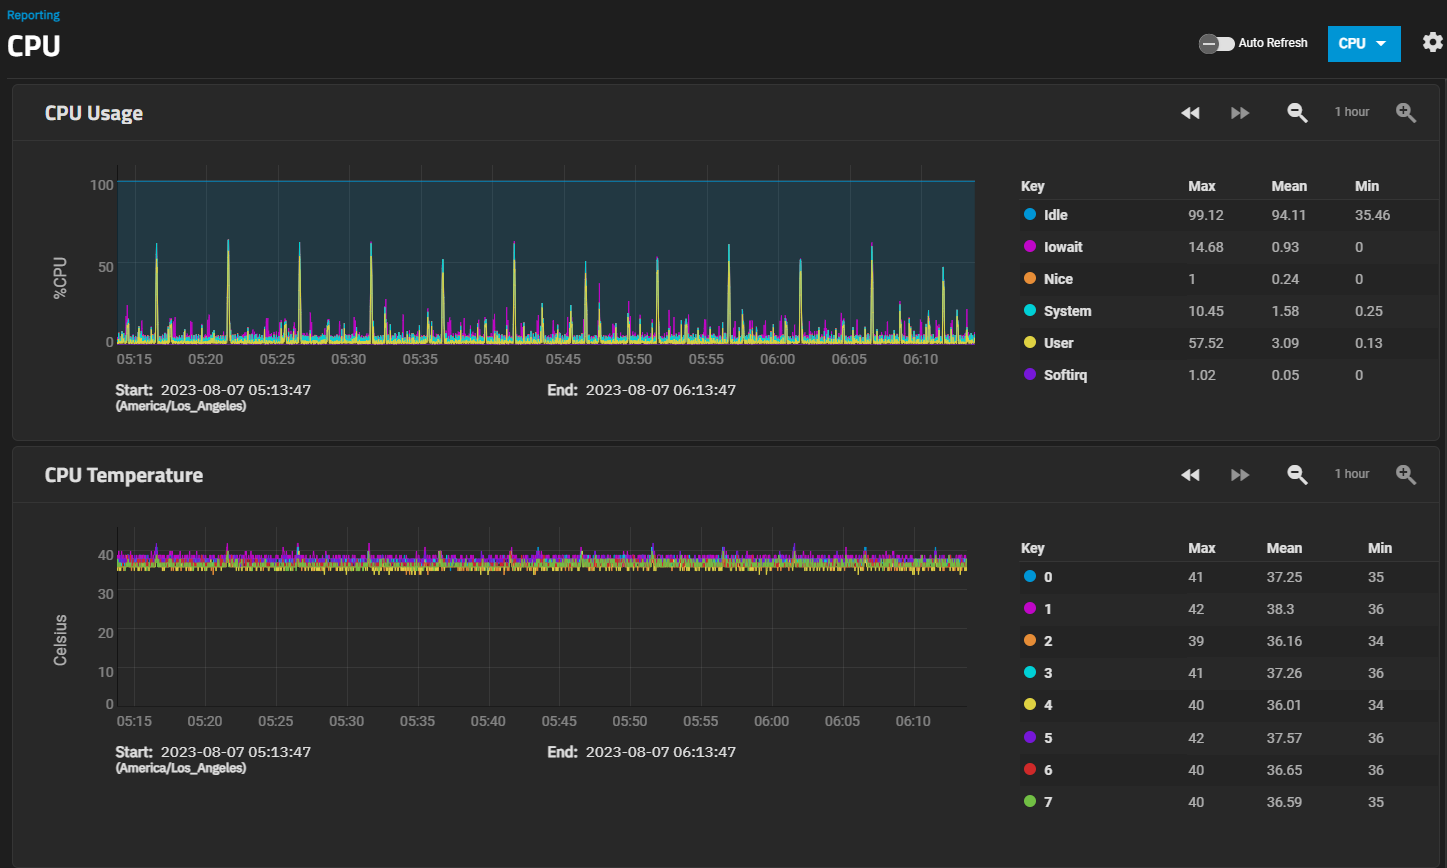 Reporting
CPU
Auto Refresh
CPU
CPU Usage
1 hour
%CPU
100
50
0
05:15 05:20 05:25 05:30 05:35 05:40 05:45 05:50 05:55 06:00 06:05 06:10
Start: 2023-08-07 05:13:47 End: 2023-08-07 06:13:47
(America/Los_Angeles)
Key Max Mean Min
Idle 99.12 94.11 35.46
Iowait 14.68 0.93 0
Nice 1 0.24 0
System 10.45 1.58 0.25
User 57.52 3.09 0.13
Softirq 1.02 0.05 0
CPU Temperature
1 hour
Celsius
40
30
20
10
0
05:15 05:20 05:25 05:30 05:35 05:40 05:45 05:50 05:55 06:00 06:05 06:10
Start: 2023-08-07 05:13:47 End: 2023-08-07 06:13:47
(America/Los_Angeles)
Key Max Mean Min
0 41 37.25 35
1 42 38.3 36
2 39 36.16 34
3 41 37.26 36
4 40 36.01 34
5 42 37.57 36
6 40 36.65 36
7 40 36.59 35